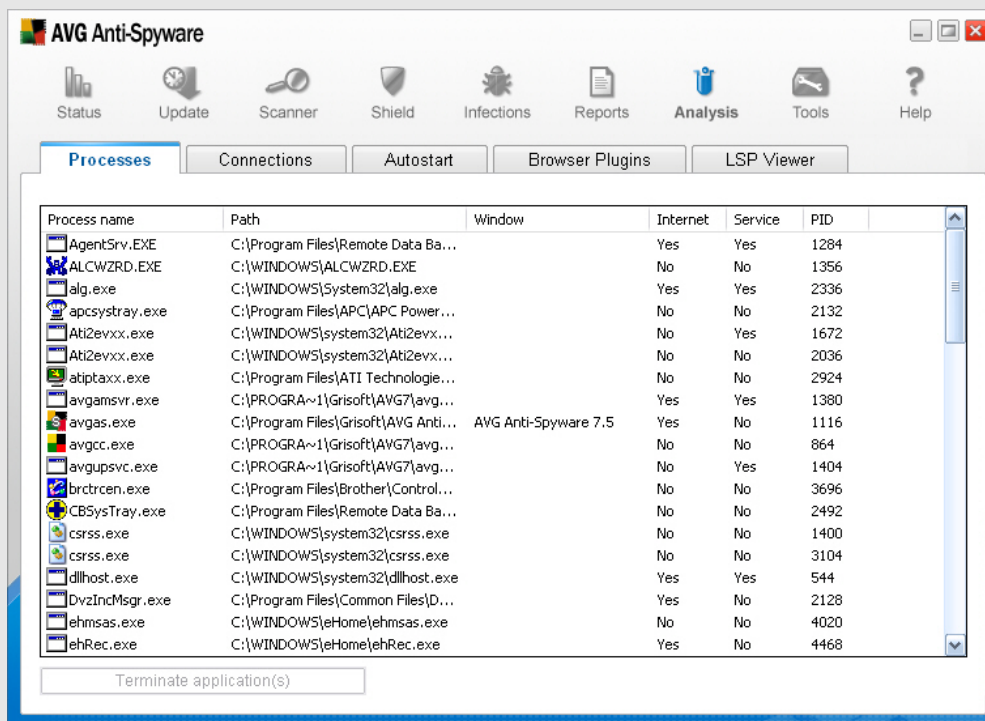 AVG Anti-Spyware
Status Update Scanner Shield Infections Reports Analysis Tools Help
Processes Connections Autostart Browser Plugins LSP Viewer
Process name Path Window Internet Service PID
AgentSrv.EXE C:\Program Files\Remote Data Ba... Yes Yes 1284
ALCWZRD.EXE C:\WINDOWS\ALCWZRD.EXE No No 1356
alg.exe C:\WINDOWS\System32\alg.exe Yes Yes 2336
apcsystray.exe C:\Program Files\APC\APC Power... No No 2132
Ati2evxx.exe C:\WINDOWS\system32\Ati2evx... No Yes 1672
Ati2evxx.exe C:\WINDOWS\system32\Ati2evx... No No 2036
atiptaxx.exe C:\Program Files\ATI Technologie... No No 2924
avgamsvr.exe C:\PROGRA~1\Grisoft\AVG7\avg... Yes Yes 1380
avgas.exe C:\Program Files\Grisoft\AVG Anti... AVG Anti-Spyware 7.5 Yes No 1116
avgcc.exe C:\PROGRA~1\Grisoft\AVG7\avg... No No 864
avgupsvc.exe C:\PROGRA~1\Grisoft\AVG7\avg... No Yes 1404
brctrcen.exe C:\Program Files\Brother\Control... No No 3696
CBSysTray.exe C:\Program Files\Remote Data Ba... No No 2492
csrss.exe C:\WINDOWS\system32\csrss.exe No No 1400
csrss.exe C:\WINDOWS\system32\csrss.exe No No 3104
dllhost.exe C:\WINDOWS\system32\dllhost.exe Yes Yes 544
DvzIncMsgr.exe C:\Program Files\Common Files\D... Yes No 2128
ehmsas.exe C:\WINDOWS\eHome\ehmsas.exe No No 4020
ehRec.exe C:\WINDOWS\eHome\ehRec.exe Yes No 4468
Terminate application(s)